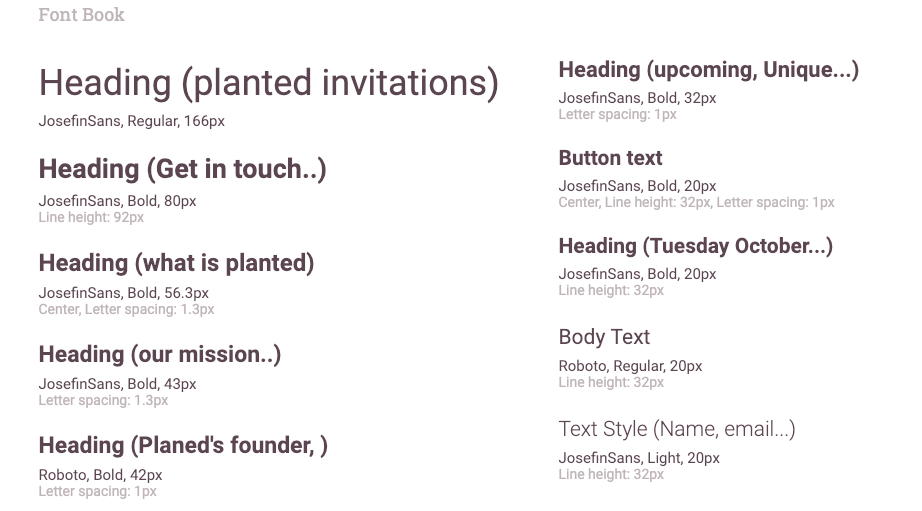 Font Book
Heading (planted invitations)
JosefinSans, Regular, 166px
Heading (Get in touch..)
JosefinSans, Bold, 80px
Line height: 92px
Heading (what is planted)
JosefinSans, Bold, 56.3px
Center, Letter spacing: 1.3px
Heading (our mission..)
JosefinSans, Bold, 43px
Letter spacing: 1.3px
Heading (Planed's founder, )
Roboto, Bold, 42px
Letter spacing: 1px
Heading (upcoming, Unique...)
JosefinSans, Bold, 32px
Letter spacing: 1px
Button text
JosefinSans, Bold, 20px
Center, Line height: 32px, Letter spacing: 1px
Heading (Tuesday October...)
JosefinSans, Bold, 20px
Line height: 32px
Body Text
Roboto, Regular, 20px
Line height: 32px
Text Style (Name, email...)
JosefinSans, Light, 20px
Line height: 32px